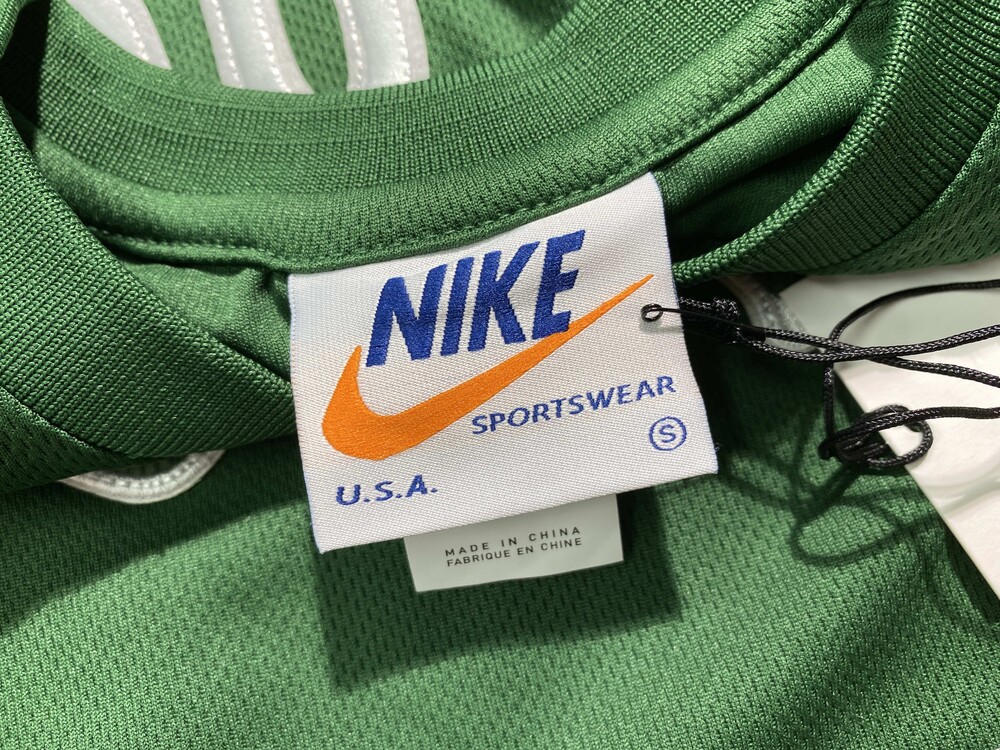 NIKE
SPORTSWEAR
S
U.S.A.
MADE IN CHINA
FABRIQUE EN CHINE